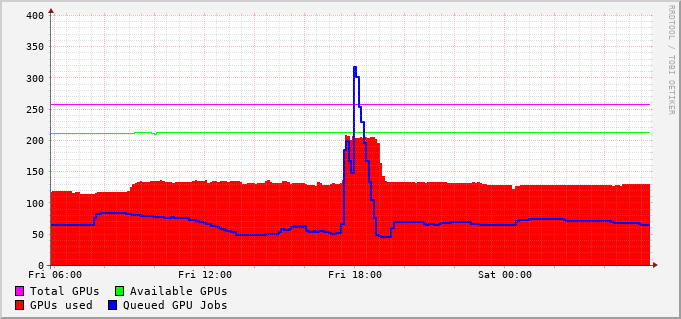 400
350
300
250
200
150
100
50
0
Fri 06:00 Fri 12:00 Fri 18:00 Sat 00:00
Total GPUs Available GPUs
GPUs used Queued GPU Jobs
RRDTOOL / TOBI OETIKER